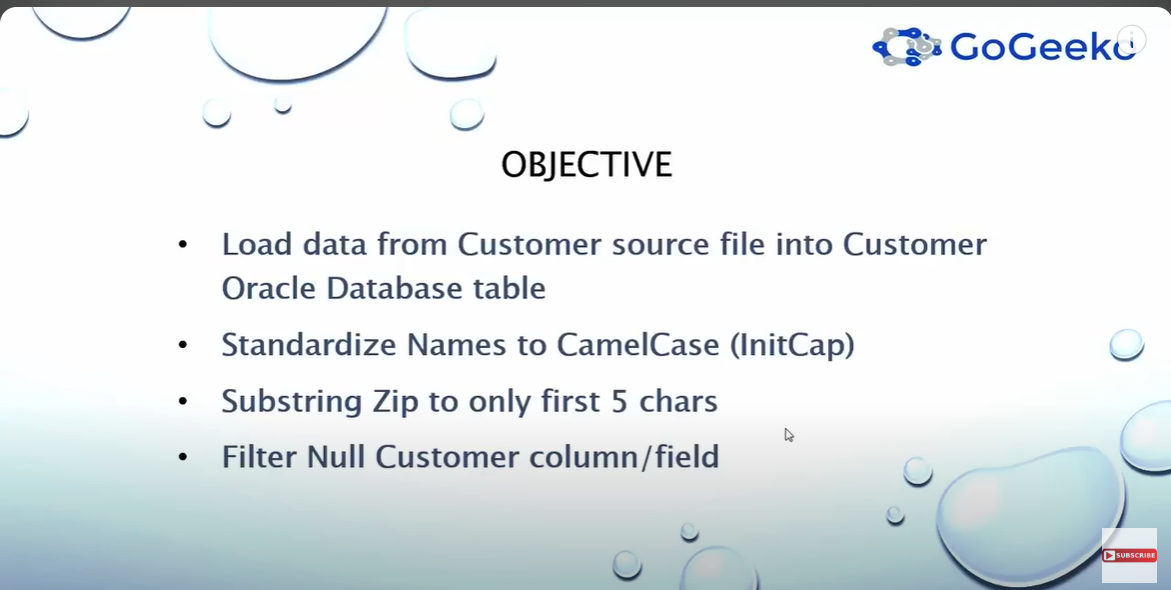 GoGeeko
OBJECTIVE
• Load data from Customer source file into Customer
Oracle Database table
• Standardize Names to CamelCase (InitCap)
• Substring Zip to only first 5 chars
• Filter Null Customer column/field
SUBSCRIBE